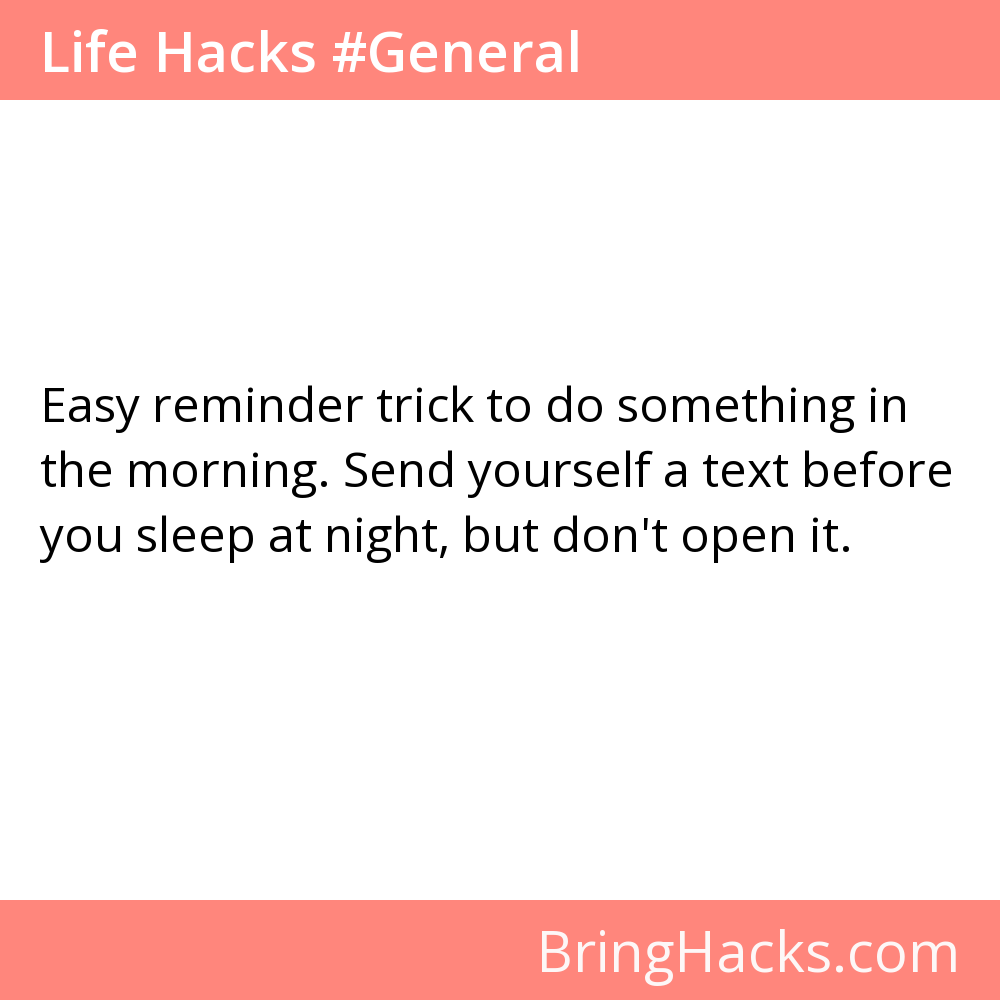 Life Hacks #General
Easy reminder trick to do something in
the morning. Send yourself a text before
you sleep at night, but don't open it.
BringHacks.com